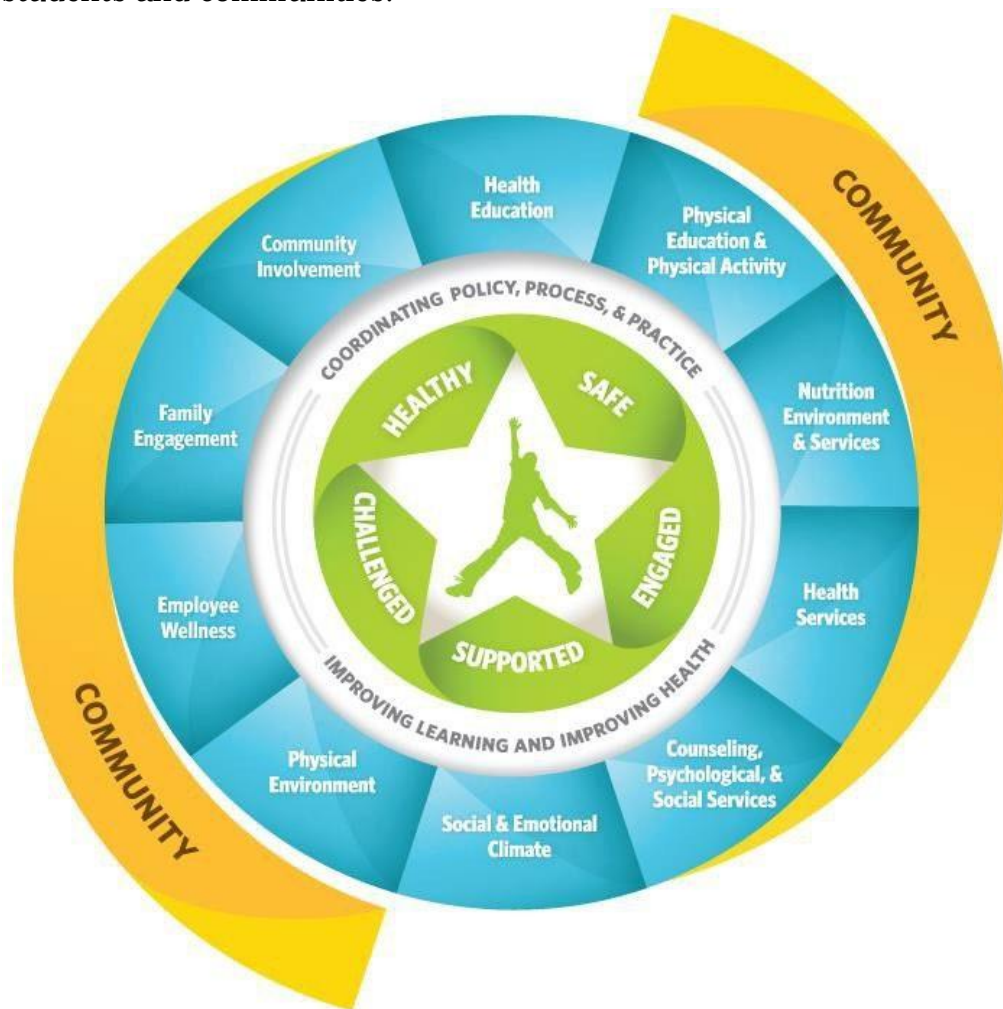 students and communities.
COMMUNITY
Health
Education
Physical
Education &
Physical Activity
Nutrition
Environment
& Services
Health
Services
Counseling,
Psychological, &
Social Services
Social & Emotional
Climate
Physical
Environment
Employee
Wellness
Family
Engagement
Community
Involvement
COORDINATING POLICY, PROCESS, & PRACTICE
IMPROVING LEARNING AND IMPROVING HEALTH
HEALTHY
SAFE
ENGAGED
SUPPORTED
CHALLENGED
COMMUNITY